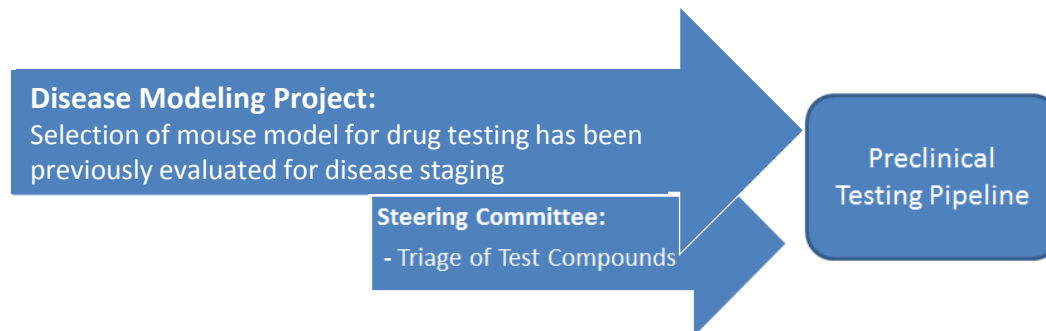 Disease Modeling Project:
Selection of mouse model for drug testing has been
previously evaluated for disease staging
Steering Committee:
- Triage of Test Compounds
Preclinical
Testing Pipeline